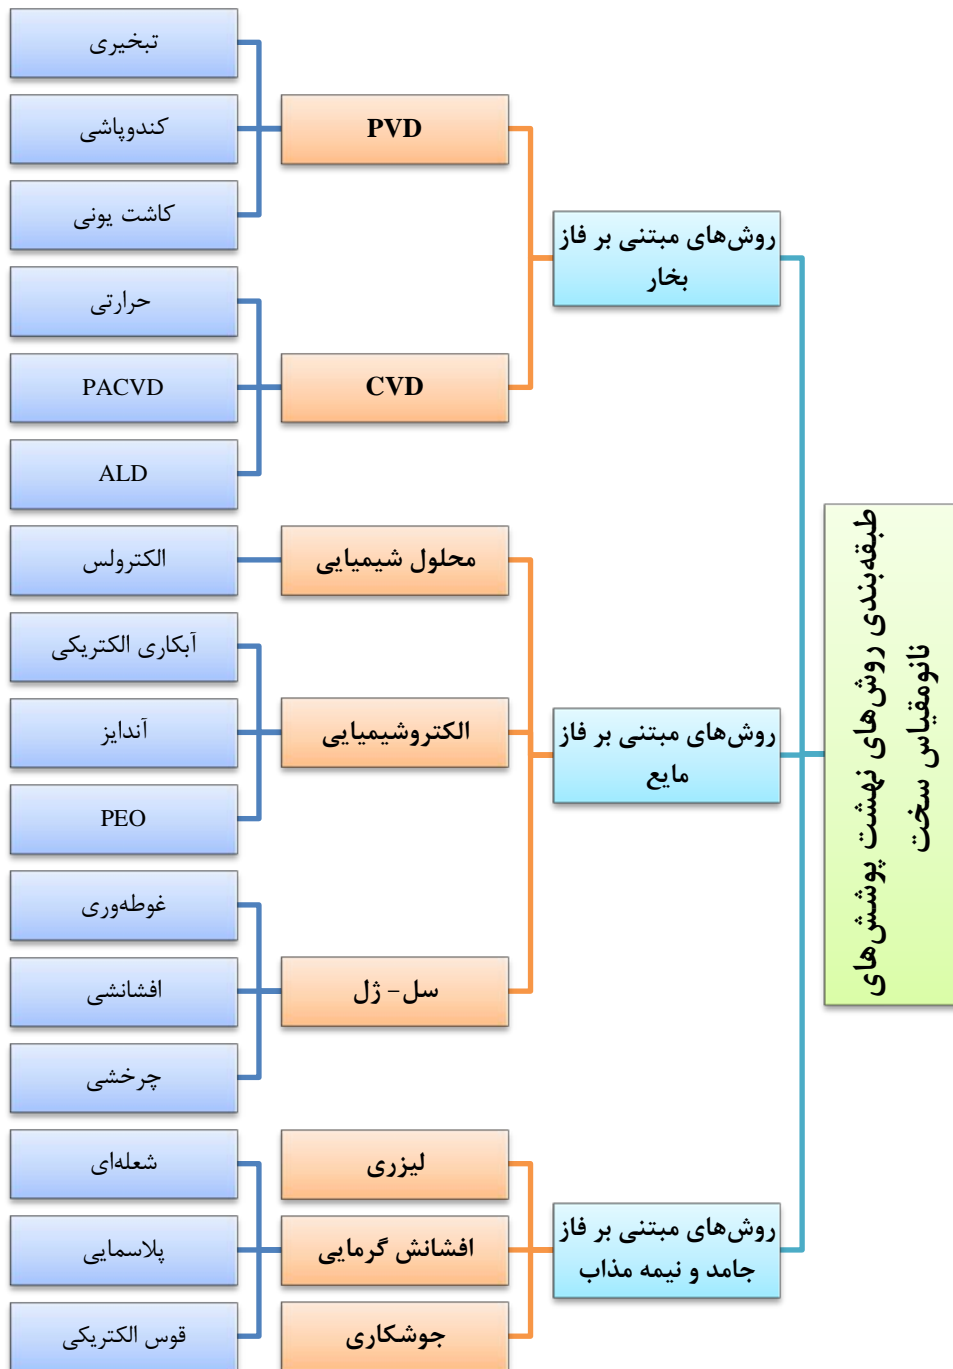 طبقه‌بندی روش‌های نهشت پوشش‌های
نانومقیاس سخت
روش‌های مبتنی بر فاز
بخار
PVD
تبخیری
کندوپاشی
کاشت یونی
CVD
حرارتی
PACVD
ALD
روش‌های مبتنی بر فاز
مایع
محلول شیمیایی
الکترولس
الکتروشیمیایی
آبکاری الکتریکی
آندایز
PEO
سل- ژل
غوطه‌وری
افشانشی
چرخشی
روش‌های مبتنی بر فاز
جامد و نیمه مذاب
لیزری
افشانش گرمایی
شعله‌ای
پلاسمایی
قوس الکتریکی
جوشکاری